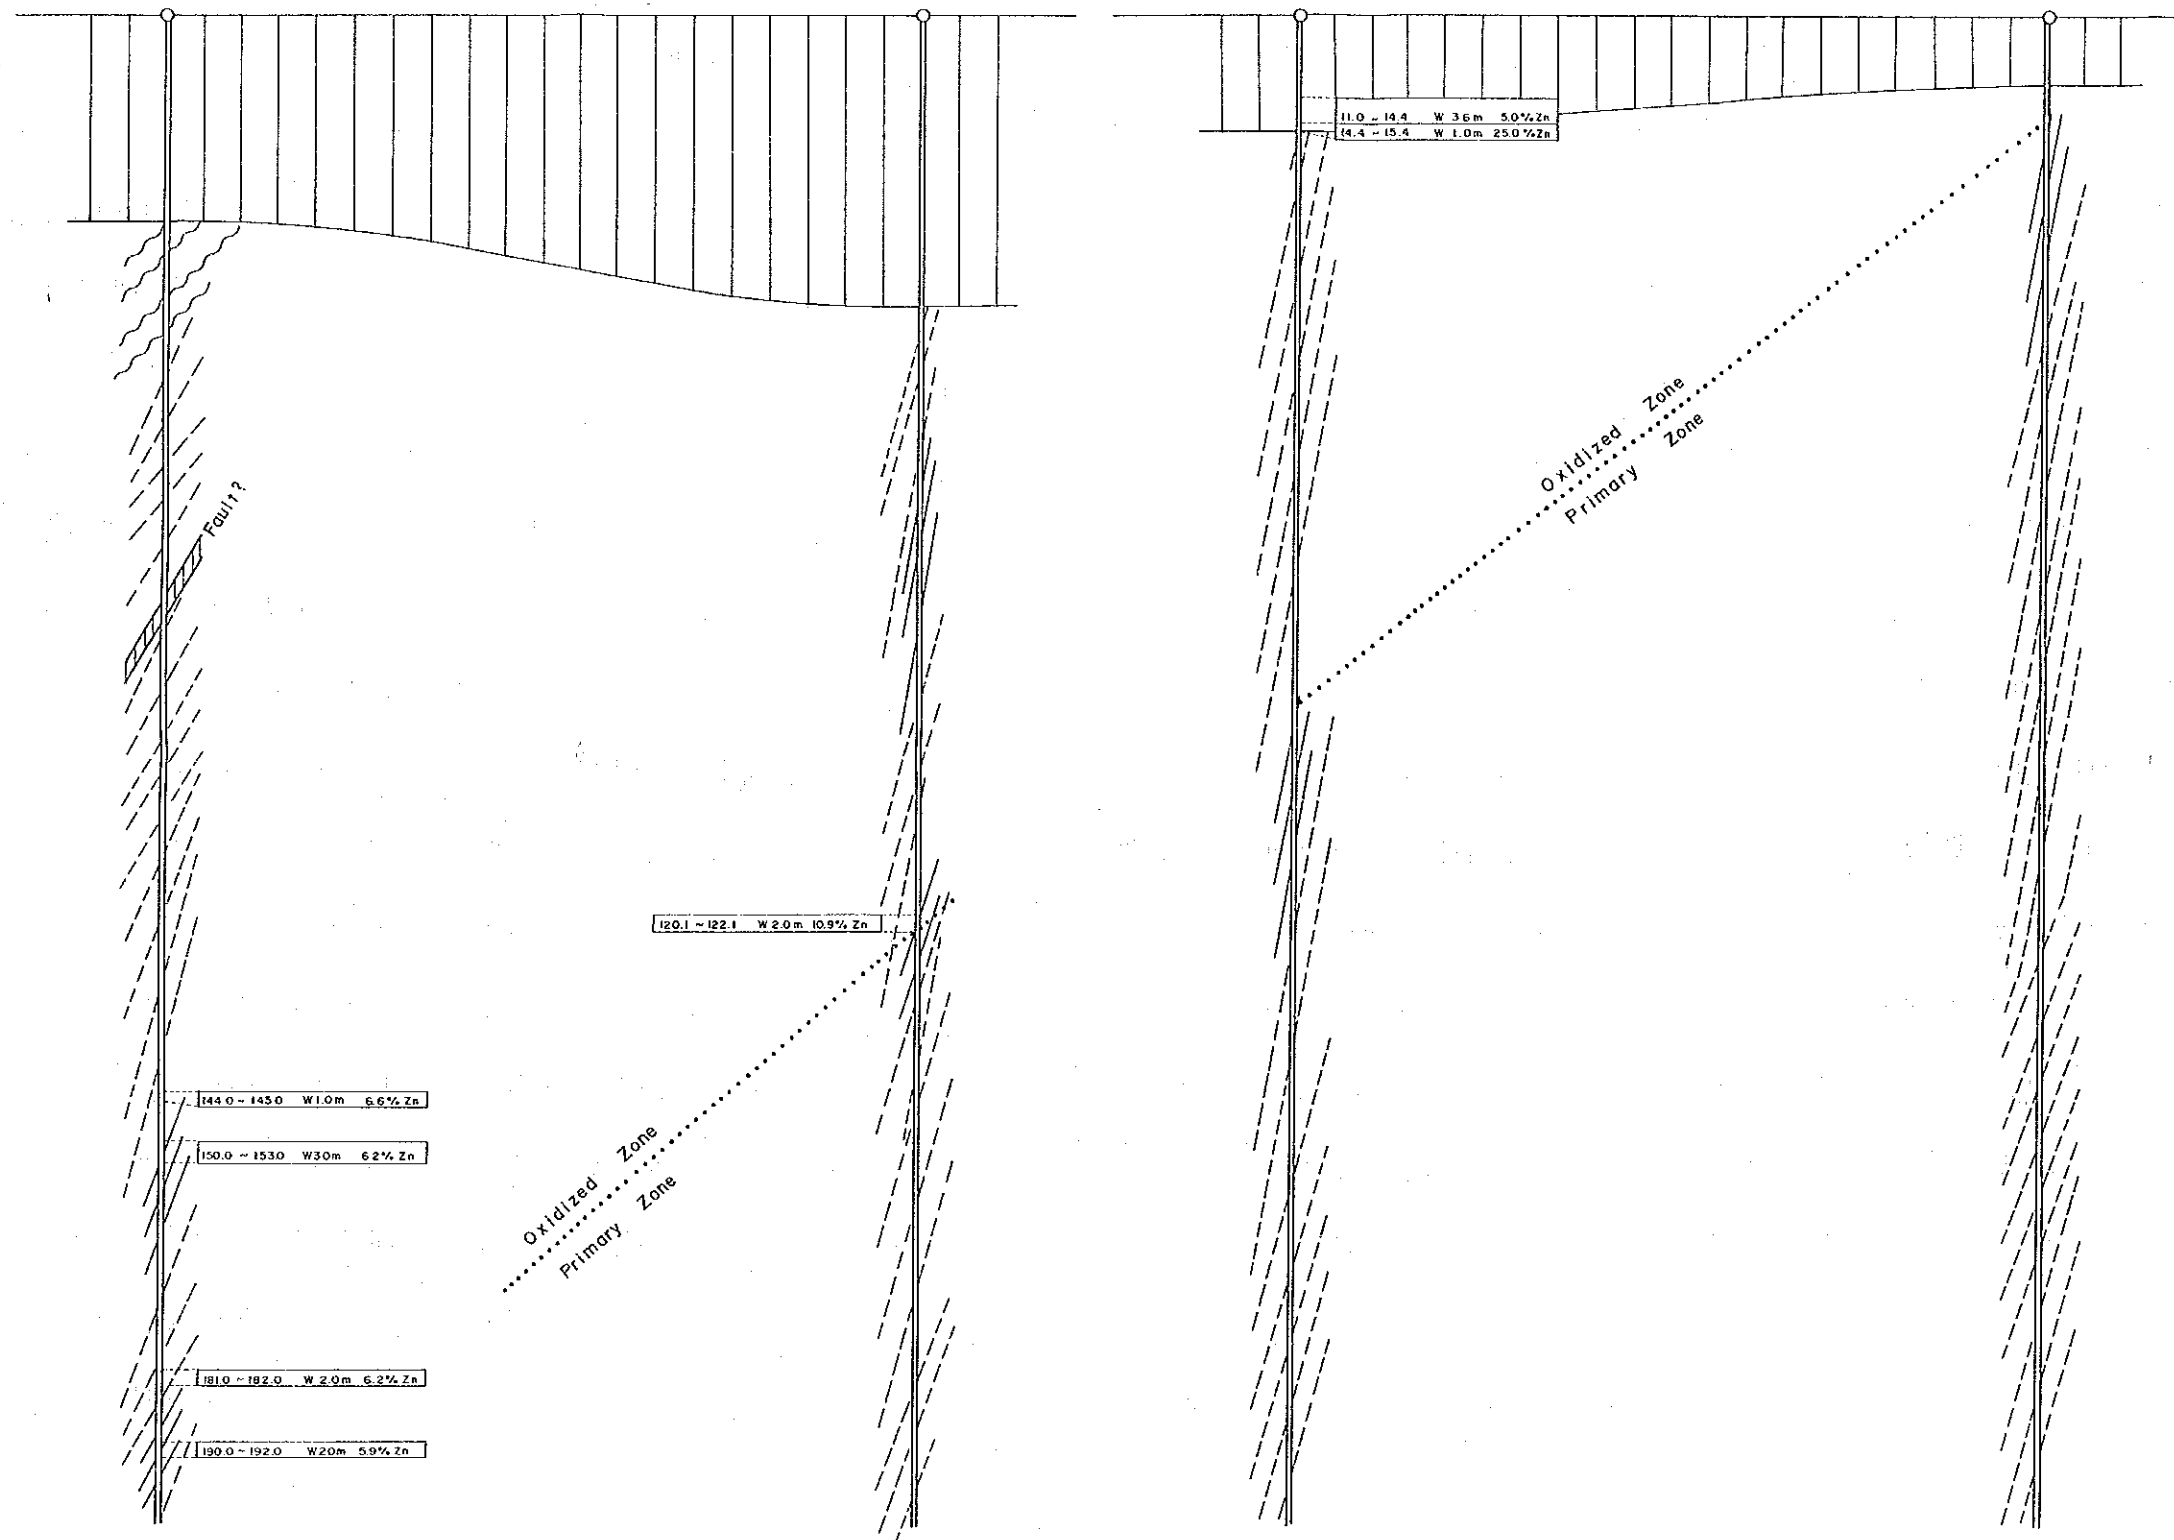 11.0 ~ 14.4 W 3.6m 5.0%Zn
14.4 ~ 15.4 W 1.0m 25.0%Zn
Fault?
Oxidized Zone
Primary Zone
120.1 ~ 122.1 W 2.0m 10.9% Zn
144.0 ~ 145.0 W1.0m 6.6% Zn
150.0 ~ 153.0 W3.0m 6.2% Zn
Oxidized Zone
Primary Zone
181.0 ~ 182.0 W 2.0m 6.2% Zn
190.0 ~ 192.0 W2.0m 5.9% Zn